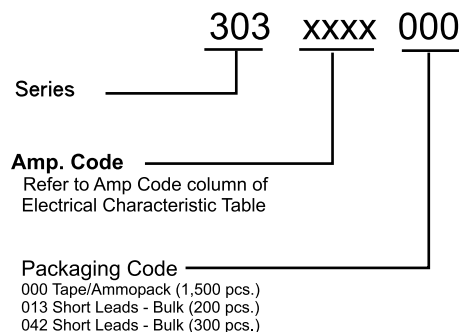 303 xxxx 000
Series
Amp. Code
Refer to Amp Code column of
Electrical Characteristic Table
Packaging Code
000 Tape/Ammopack (1,500 pcs.)
013 Short Leads - Bulk (200 pcs.)
042 Short Leads - Bulk (300 pcs.)